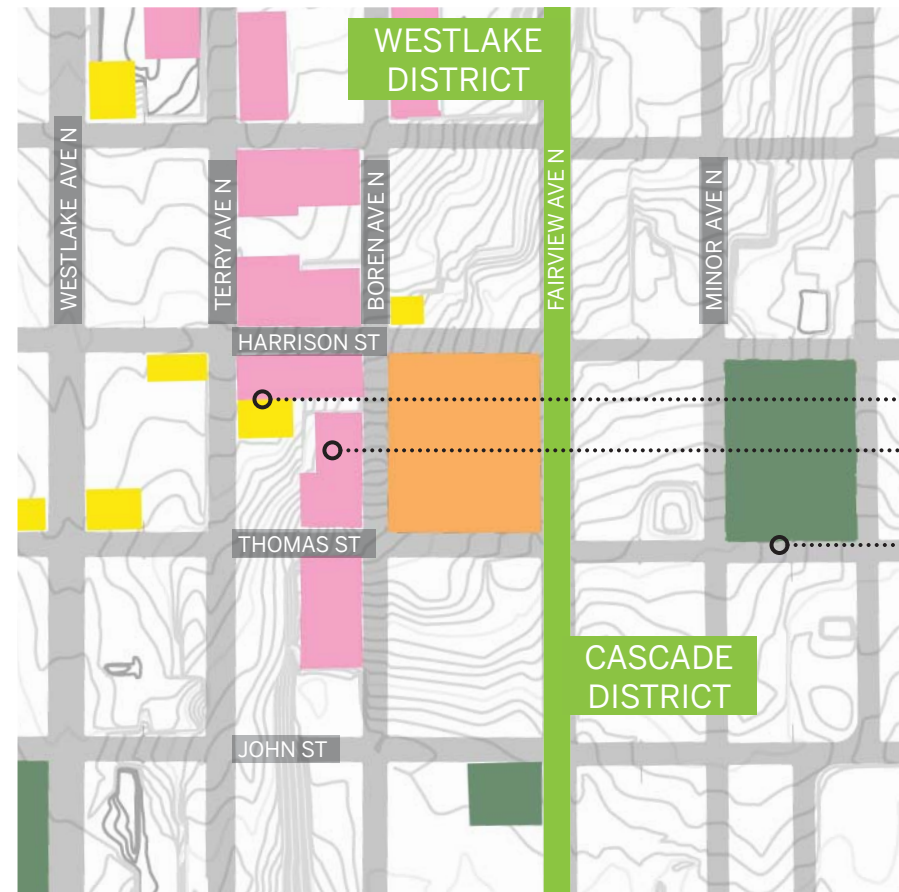 WESTLAKE
DISTRICT
WESTLAKE AVE N
TERRY AVE N
BOREN AVE N
FAIRVIEW AVE N
MINOR AVE N
HARRISON ST
THOMAS ST
CASCADE
DISTRICT
JOHN ST